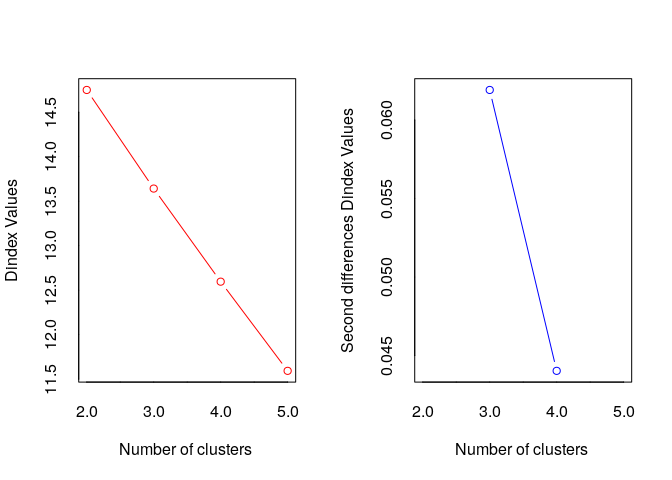 Dindex Values
14.5
14.0
13.5
13.0
12.5
12.0
11.5
2.0 3.0 4.0 5.0
Number of clusters
Second differences Dindex Values
0.060
0.055
0.050
0.045
2.0 3.0 4.0 5.0
Number of clusters